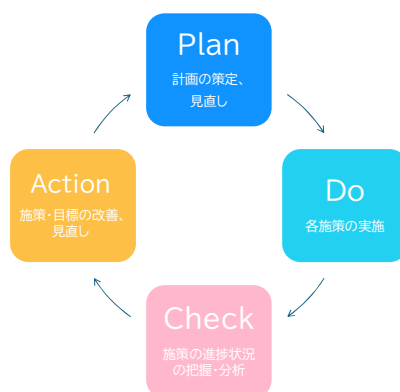 Plan
計画の策定、
見直し
Do
各施策の実施
Check
施策の進捗状況
の把握・分析
Action
施策・目標の改善、
見直し